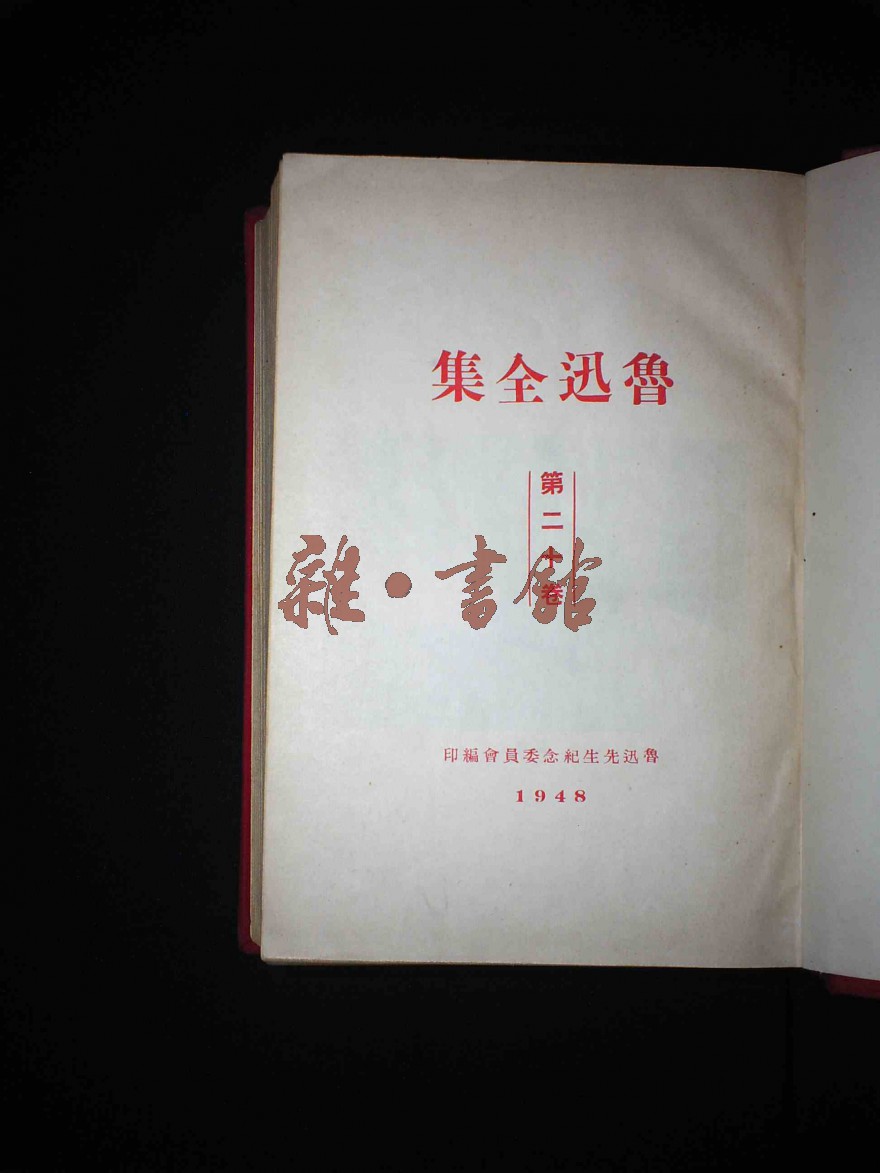 魯迅全集
第二十卷
雜·書館
魯迅先生紀念委員會編印
1948